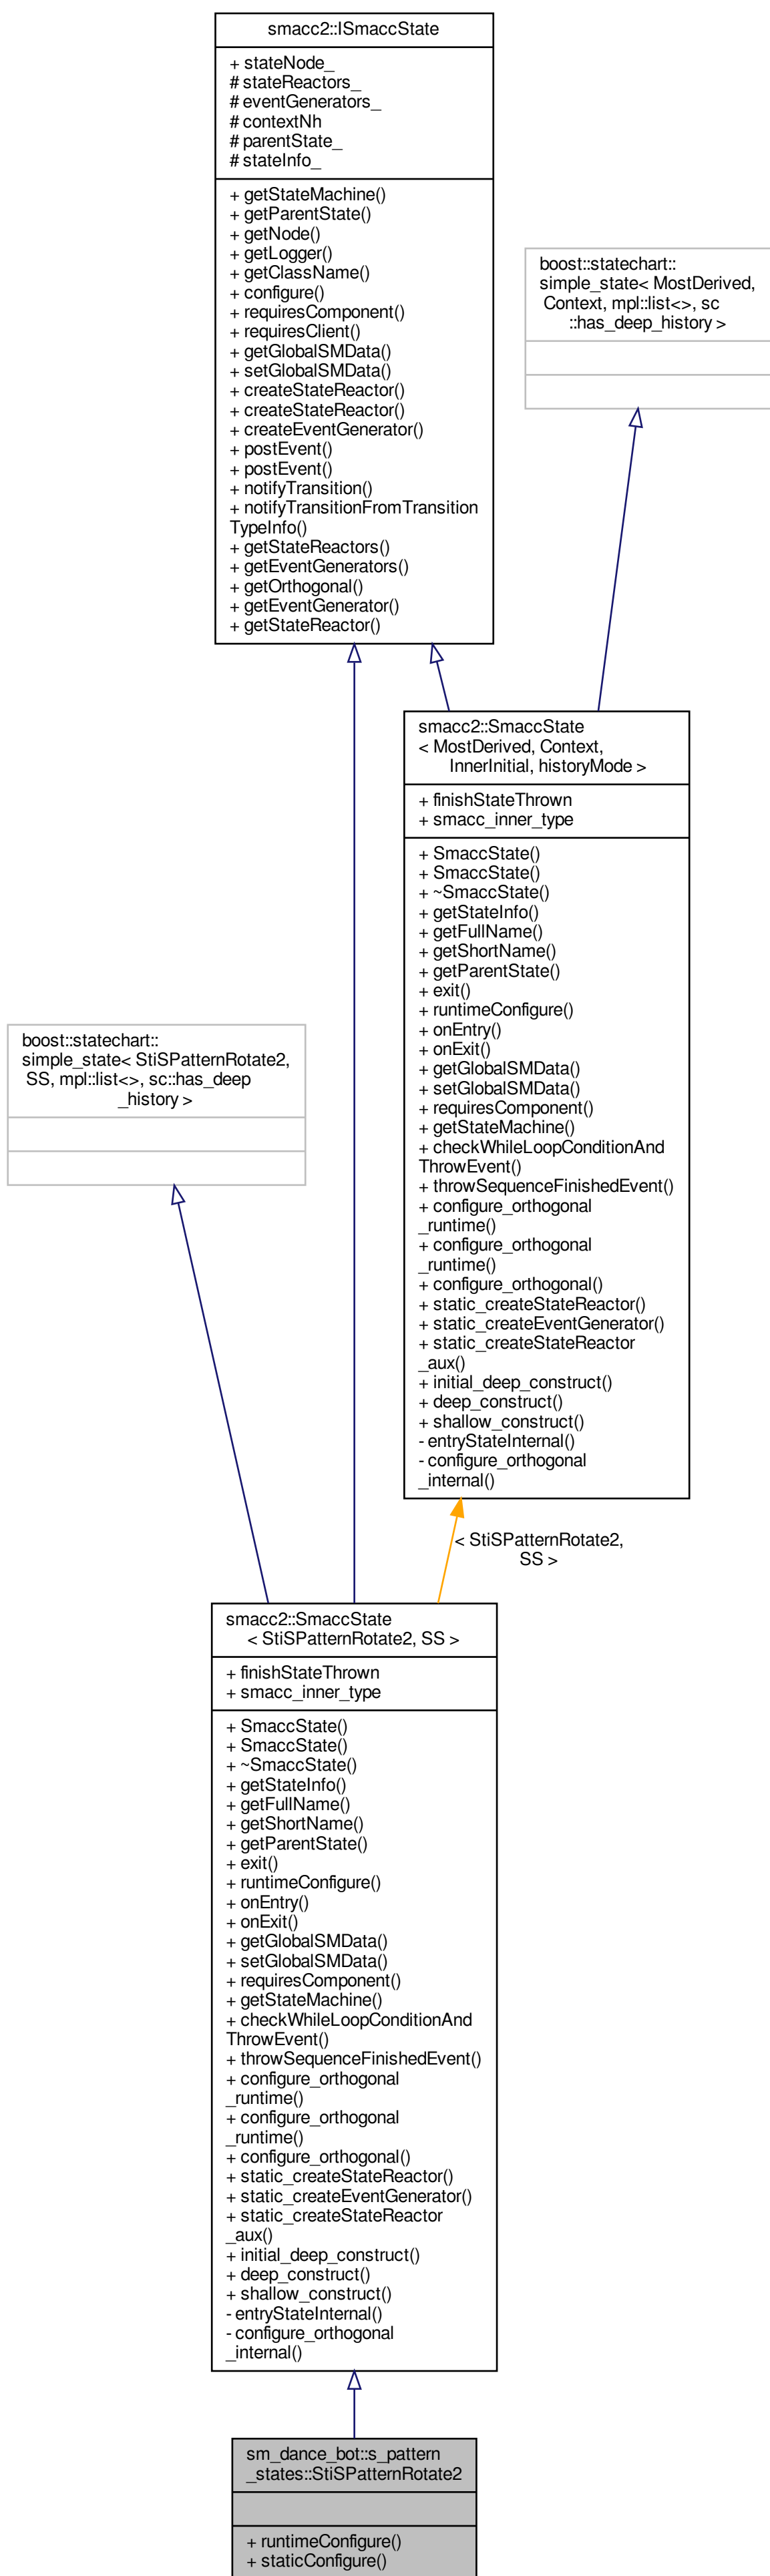 smacc2::ISmaccState
+ stateNode_
# stateReactors_
# eventGenerators_
# contextNh
# parentState_
# stateInfo_
+ getStateMachine()
+ getParentState()
+ getNode()
+ getLogger()
+ getClassName()
+ configure()
+ requiresComponent()
+ requiresClient()
+ getGlobalSMData()
+ setGlobalSMData()
+ createStateReactor()
+ createStateReactor()
+ createEventGenerator()
+ postEvent()
+ postEvent()
+ notifyTransition()
+ notifyTransitionFromTransition
TypeInfo()
+ getStateReactors()
+ getEventGenerators()
+ getOrthogonal()
+ getEventGenerator()
+ getStateReactor()
boost::statechart::
simple_state< MostDerived,
Context, mpl::list<>, sc
::has_deep_history >
smacc2::SmaccState
< MostDerived, Context,
InnerInitial, historyMode >
+ finishStateThrown
+ smacc_inner_type
+ SmaccState()
+ SmaccState()
+ ~SmaccState()
+ getStateInfo()
+ getFullName()
+ getShortName()
+ getParentState()
+ exit()
+ runtimeConfigure()
+ onEntry()
+ onExit()
+ getGlobalSMData()
+ setGlobalSMData()
+ requiresComponent()
+ getStateMachine()
+ checkWhileLoopConditionAnd
ThrowEvent()
+ throwSequenceFinishedEvent()
+ configure_orthogonal
_runtime()
+ configure_orthogonal
_runtime()
+ configure_orthogonal()
+ static_createStateReactor()
+ static_createEventGenerator()
+ static_createStateReactor
_aux()
+ initial_deep_construct()
+ deep_construct()
+ shallow_construct()
- entryStateInternal()
- configure_orthogonal
_internal()
boost::statechart::
simple_state< StiSPatternRotate2,
SS, mpl::list<>, sc::has_deep
_history >
< StiSPatternRotate2,
SS >
smacc2::SmaccState
< StiSPatternRotate2, SS >
+ finishStateThrown
+ smacc_inner_type
+ SmaccState()
+ SmaccState()
+ ~SmaccState()
+ getStateInfo()
+ getFullName()
+ getShortName()
+ getParentState()
+ exit()
+ runtimeConfigure()
+ onEntry()
+ onExit()
+ getGlobalSMData()
+ setGlobalSMData()
+ requiresComponent()
+ getStateMachine()
+ checkWhileLoopConditionAnd
ThrowEvent()
+ throwSequenceFinishedEvent()
+ configure_orthogonal
_runtime()
+ configure_orthogonal
_runtime()
+ configure_orthogonal()
+ static_createStateReactor()
+ static_createEventGenerator()
+ static_createStateReactor
_aux()
+ initial_deep_construct()
+ deep_construct()
+ shallow_construct()
- entryStateInternal()
- configure_orthogonal
_internal()
sm_dance_bot::s_pattern
_states::StiSPatternRotate2
+ runtimeConfigure()
+ staticConfigure()